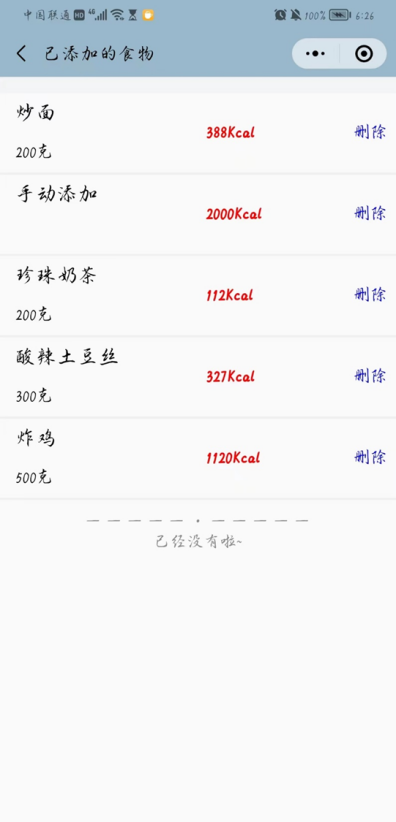 中国联通 HD 4G 100% 6:26
已添加的食物
炒面
388Kcal 删除
200克
手动添加
2000Kcal 删除
珍珠奶茶
112Kcal 删除
200克
酸辣土豆丝
327Kcal 删除
300克
炸鸡
1120Kcal 删除
500克
已经没有啦~